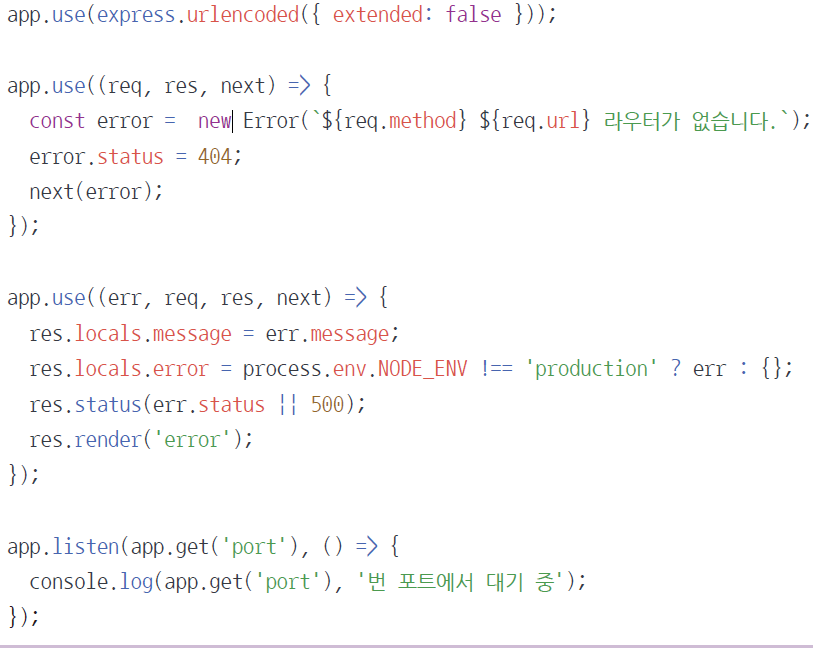 app.use(express.urlencoded({ extended: false }));
app.use((req, res, next) => {
  const error =  new Error(`${req.method} ${req.url} 라우터가 없습니다.`);
  error.status = 404;
  next(error);
});
app.use((err, req, res, next) => {
  res.locals.message = err.message;
  res.locals.error = process.env.NODE_ENV !== 'production' ? err : {};
  res.status(err.status || 500);
  res.render('error');
});
app.listen(app.get('port'), () => {
  console.log(app.get('port'), '번 포트에서 대기 중');
});